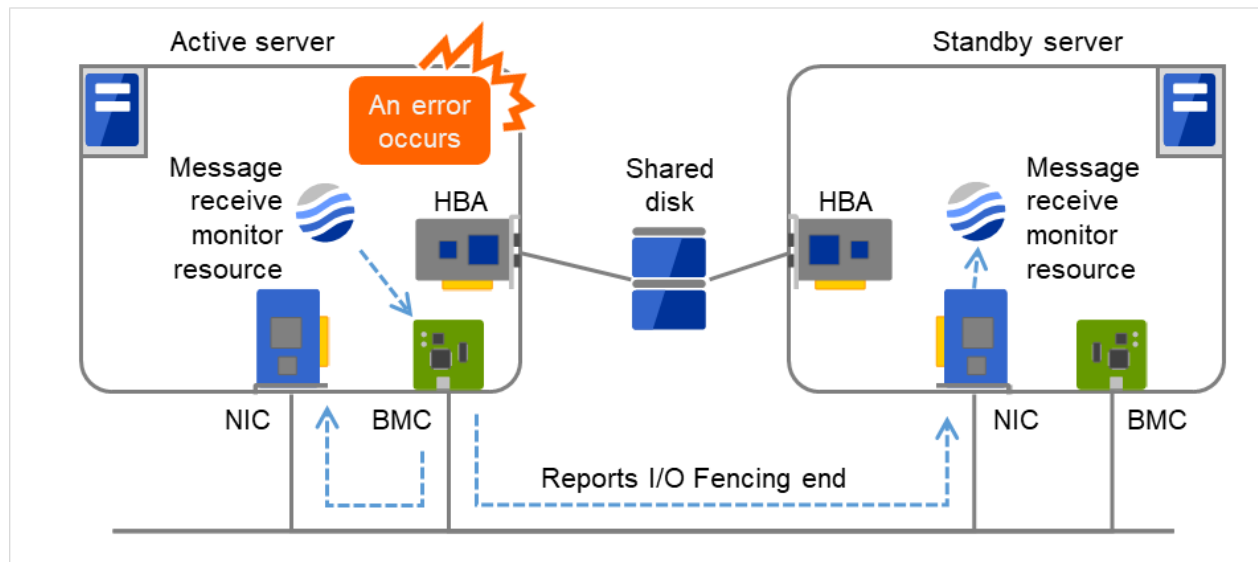 Active server
Standby server
An error
occurs
Message
receive
monitor
resource
HBA
Shared
disk
HBA
Message
receive
monitor
resource
NIC
BMC
NIC
BMC
Reports I/O Fencing end